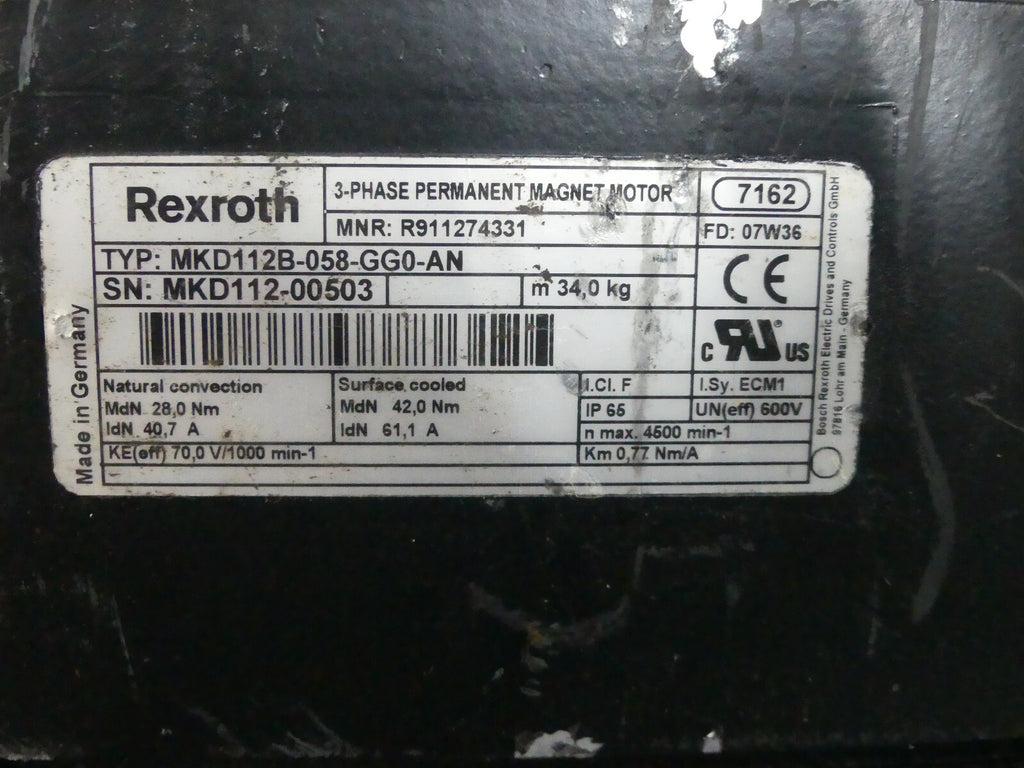 Rexroth
3-PHASE PERMANENT MAGNET MOTOR
7162
MNR: R911274331
FD: 07W36
TYP: MKD112B-058-GG0-AN
SN: MKD112-00503
m 34,0 kg
CE
c RU US
Natural convection
MdN 28,0 Nm
IdN 40,7 A
Surface cooled
MdN 42,0 Nm
IdN 61,1 A
I.Cl. F
I.Sy. ECM1
IP 65
UN(eff) 600V
n max. 4500 min-1
KE(eff) 70,0 V/1000 min-1
Km 0,77 Nm/A
Made in Germany
Bosch Rexroth Electric Drives and Controls GmbH
97816 Lohr am Main - Germany